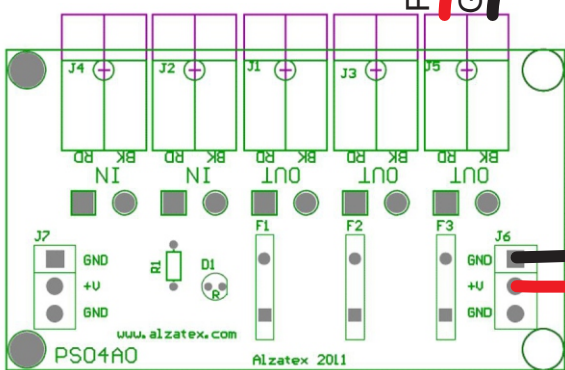 J4 J2 J1 J3 J5
RD BK RD BK RD BK RD BK RD BK
IN IN OUT OUT OUT
F1 F2 F3
J7 J6
GND GND
R1 D1
+V +V
R
GND GND
www.alzatex.com
PS04A0
Alzatex 2011